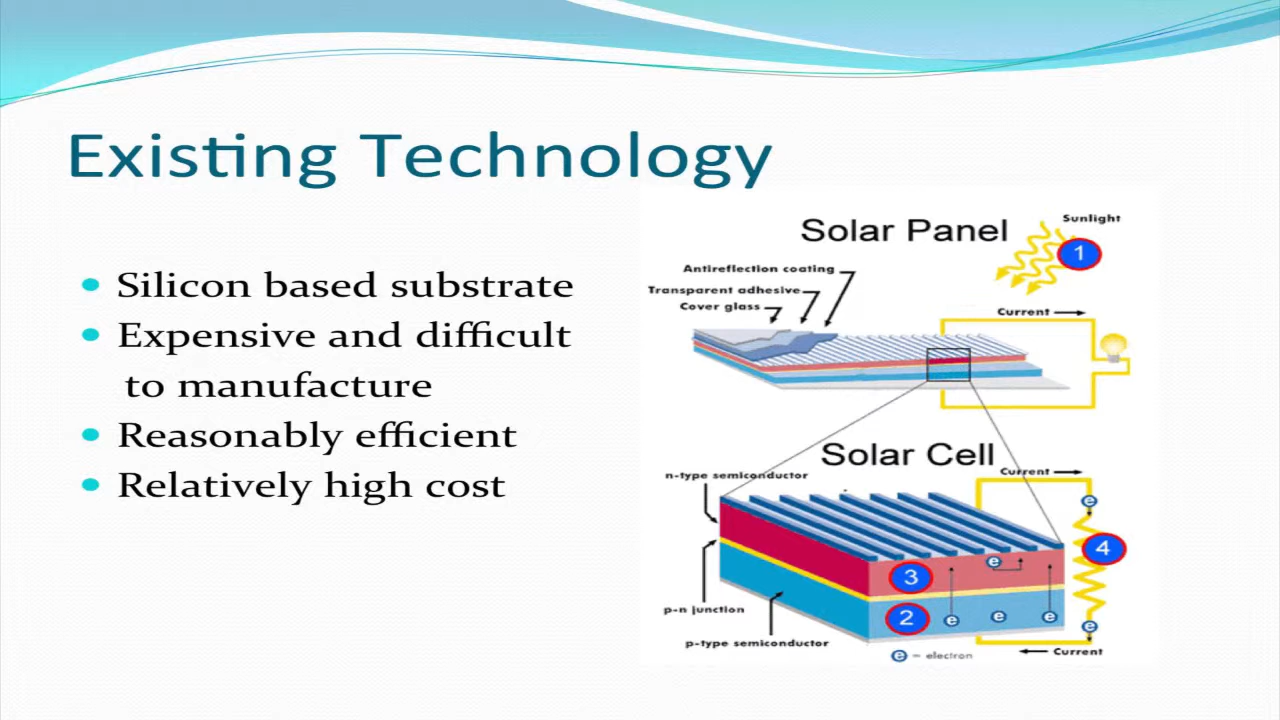 Existing Technology
Silicon based substrate
Expensive and difficult
to manufacture
Reasonably efficient
Relatively high cost
Solar Panel
Sunlight
1
Antireflection coating
Transparent adhesive
Cover glass
Current
Solar Cell
Current
n-type semiconductor
e
4
e
3
2
e
e
e
p-n junction
e
p-type semiconductor
e = electron
Current